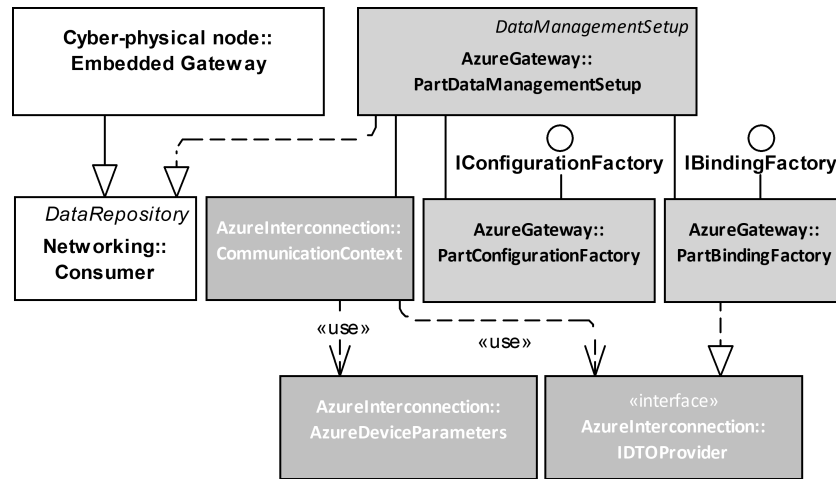 Cyber-physical node::
Embedded Gateway
DataManagementSetup
AzureGateway::
PartDataManagementSetup
IConfigurationFactory
IBindingFactory
DataRepository
Networking::
Consumer
AzureInterconnection::
CommunicationContext
AzureGateway::
PartConfigurationFactory
AzureGateway::
PartBindingFactory
«use»
«use»
AzureInterconnection::
AzureDeviceParameters
«interface»
AzureInterconnection::
IDTOProvider